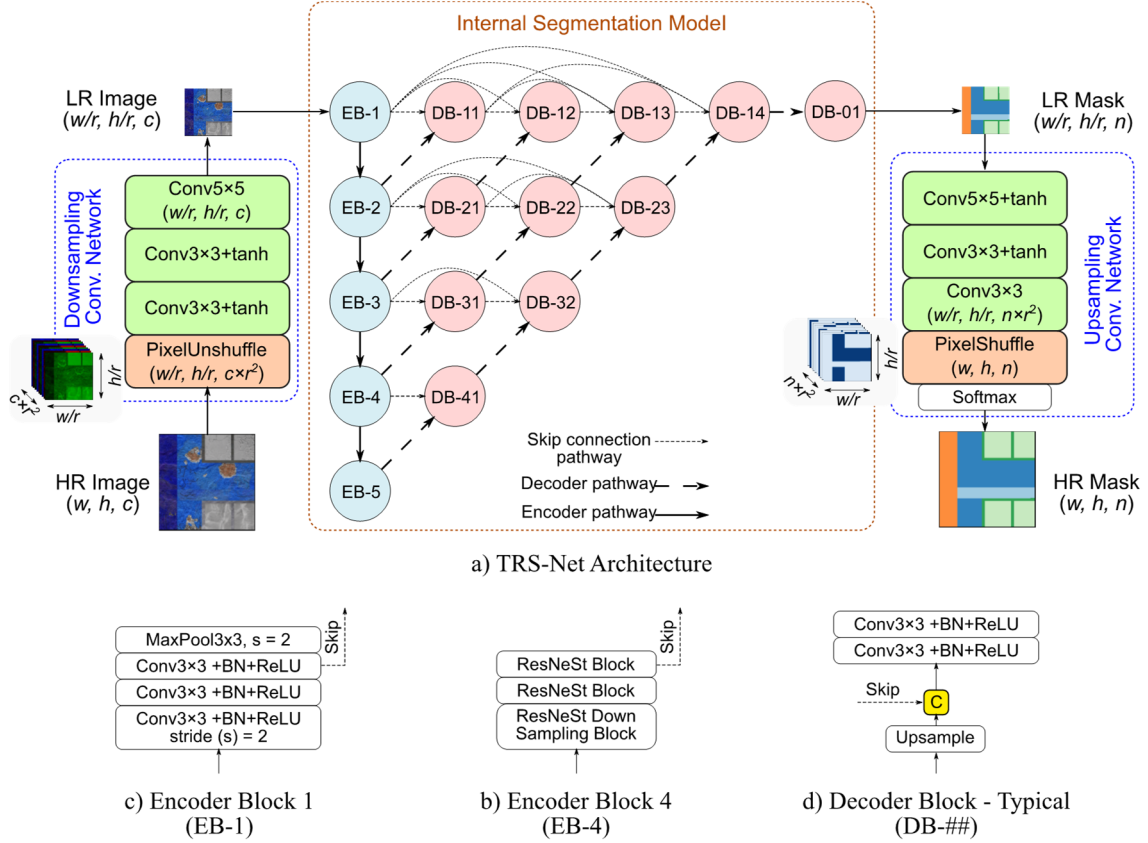 Internal Segmentation Model
LR Image
(w/r, h/r, c)
EB-1
DB-11
DB-12
DB-13
DB-14
DB-01
LR Mask
(w/r, h/r, n)
Downsampling
Conv. Network
Conv5×5
(w/r, h/r, c)
Conv3×3+tanh
Conv3×3+tanh
PixelUnshuffle
(w/r, h/r, c×r²)
h/r
w/r
c×r²
HR Image
(w, h, c)
EB-2
DB-21
DB-22
DB-23
EB-3
DB-31
DB-32
EB-4
DB-41
EB-5
Skip connection
pathway
Decoder pathway
Encoder pathway
Upsampling
Conv. Network
Conv5×5+tanh
Conv3×3+tanh
Conv3×3
(w/r, h/r, n×r²)
PixelShuffle
(w, h, n)
Softmax
h/r
w/r
n×r²
HR Mask
(w, h, n)
a) TRS-Net Architecture
MaxPool3x3, s = 2
Conv3×3 +BN+ReLU
Conv3×3 +BN+ReLU
Conv3×3 +BN+ReLU
stride (s) = 2
Skip
c) Encoder Block 1
(EB-1)
ResNeSt Block
ResNeSt Block
ResNeSt Down
Sampling Block
Skip
b) Encoder Block 4
(EB-4)
Conv3×3 +BN+ReLU
Conv3×3 +BN+ReLU
Skip
C
Upsample
d) Decoder Block - Typical
(DB-##)